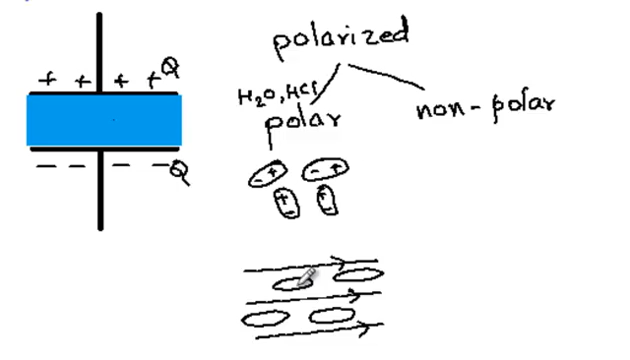 polarized
+ + + +Q
H₂O, HCl
polar
non-polar
- - - -Q
- + - +
+ +
- -